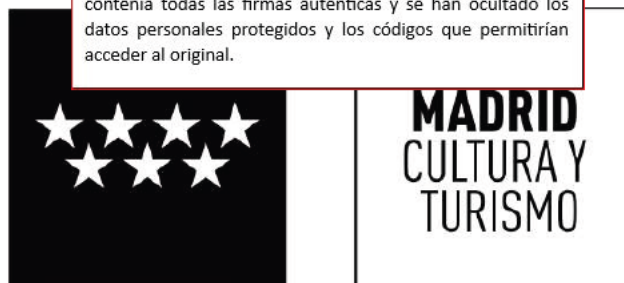 contenía todas las firmas auténticas y se han ocultado los
datos personales protegidos y los códigos que permitirían
acceder al original.
MADRID
CULTURA Y
TURISMO